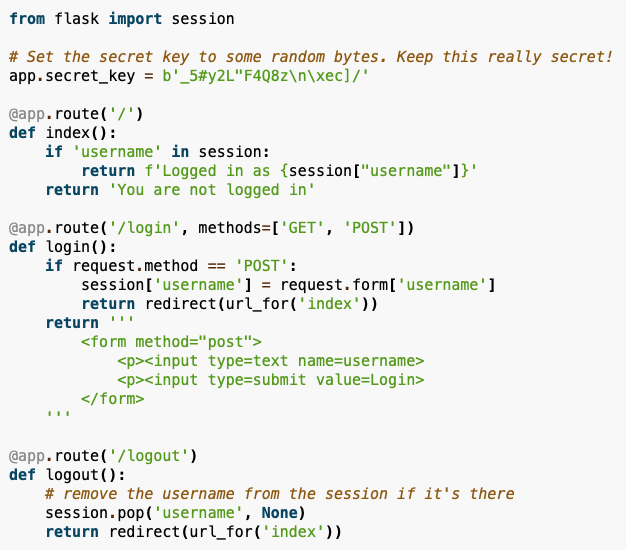 from flask import session

# Set the secret key to some random bytes. Keep this really secret!
app.secret_key = b'_5#y2L"F4Q8z\n\xec]/'

@app.route('/')
def index():
    if 'username' in session:
        return f'Logged in as {session["username"]}'
    return 'You are not logged in'

@app.route('/login', methods=['GET', 'POST'])
def login():
    if request.method == 'POST':
        session['username'] = request.form['username']
        return redirect(url_for('index'))
    return '''
        <form method="post">
            <p><input type=text name=username>
            <p><input type=submit value=Login>
        </form>
    '''

@app.route('/logout')
def logout():
    # remove the username from the session if it's there
    session.pop('username', None)
    return redirect(url_for('index'))